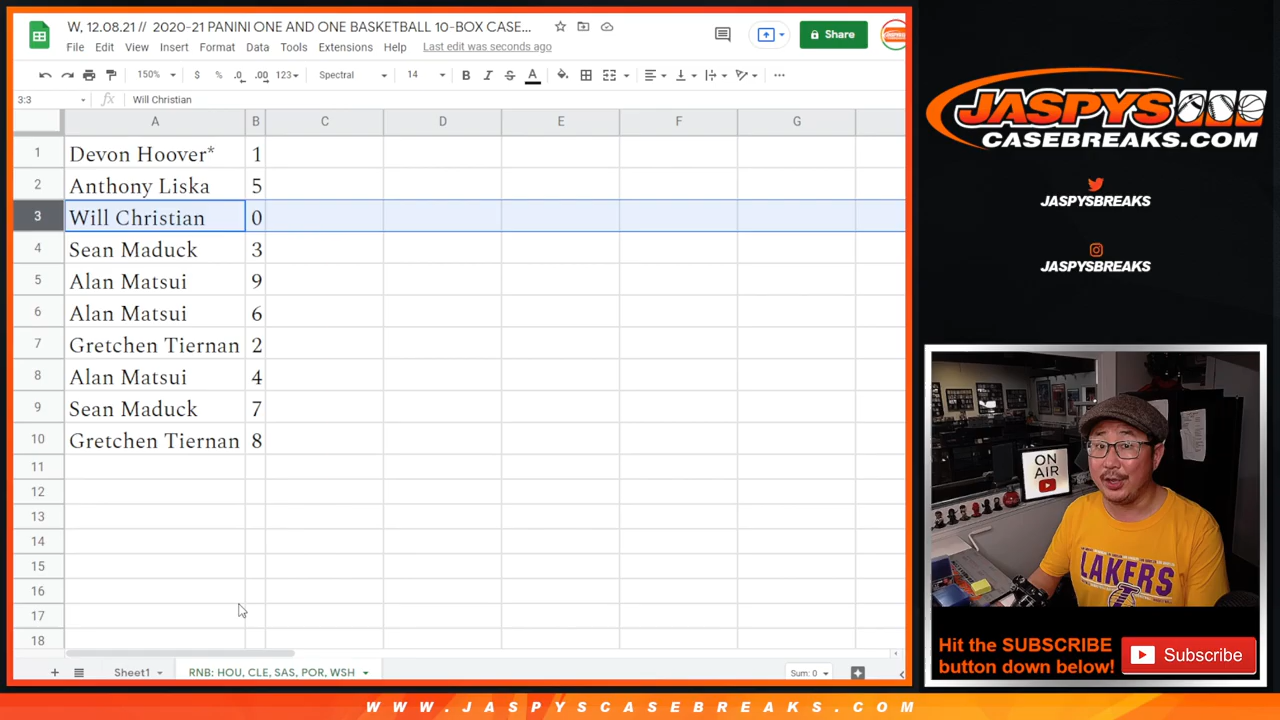 W, 12.08.21 // 2020-21 PANINI ONE AND ONE BASKETBALL 10-BOX CASE...
File Edit View Insert Format Data Tools Extensions Help Last edit was seconds ago
Share
150% $ % .0 .00 123 Spectral 14 B I S A
3:3 fx Will Christian
A B C D E F G
1 Devon Hoover* 1
2 Anthony Liska 5
3 Will Christian 0
4 Sean Maduck 3
5 Alan Matsui 9
6 Alan Matsui 6
7 Gretchen Tiernan 2
8 Alan Matsui 4
9 Sean Maduck 7
10 Gretchen Tiernan 8
11
12
13
14
15
16
17
18
Sheet1 RNB: HOU, CLE, SAS, POR, WSH Sum: 0
JASPYS
CASEBREAKS.COM
JASPYSBREAKS
JASPYSBREAKS
ON
AIR
LAKERS
Hit the SUBSCRIBE
button down below!
Subscribe
WWW.JASPYSCASEBREAKS.COM